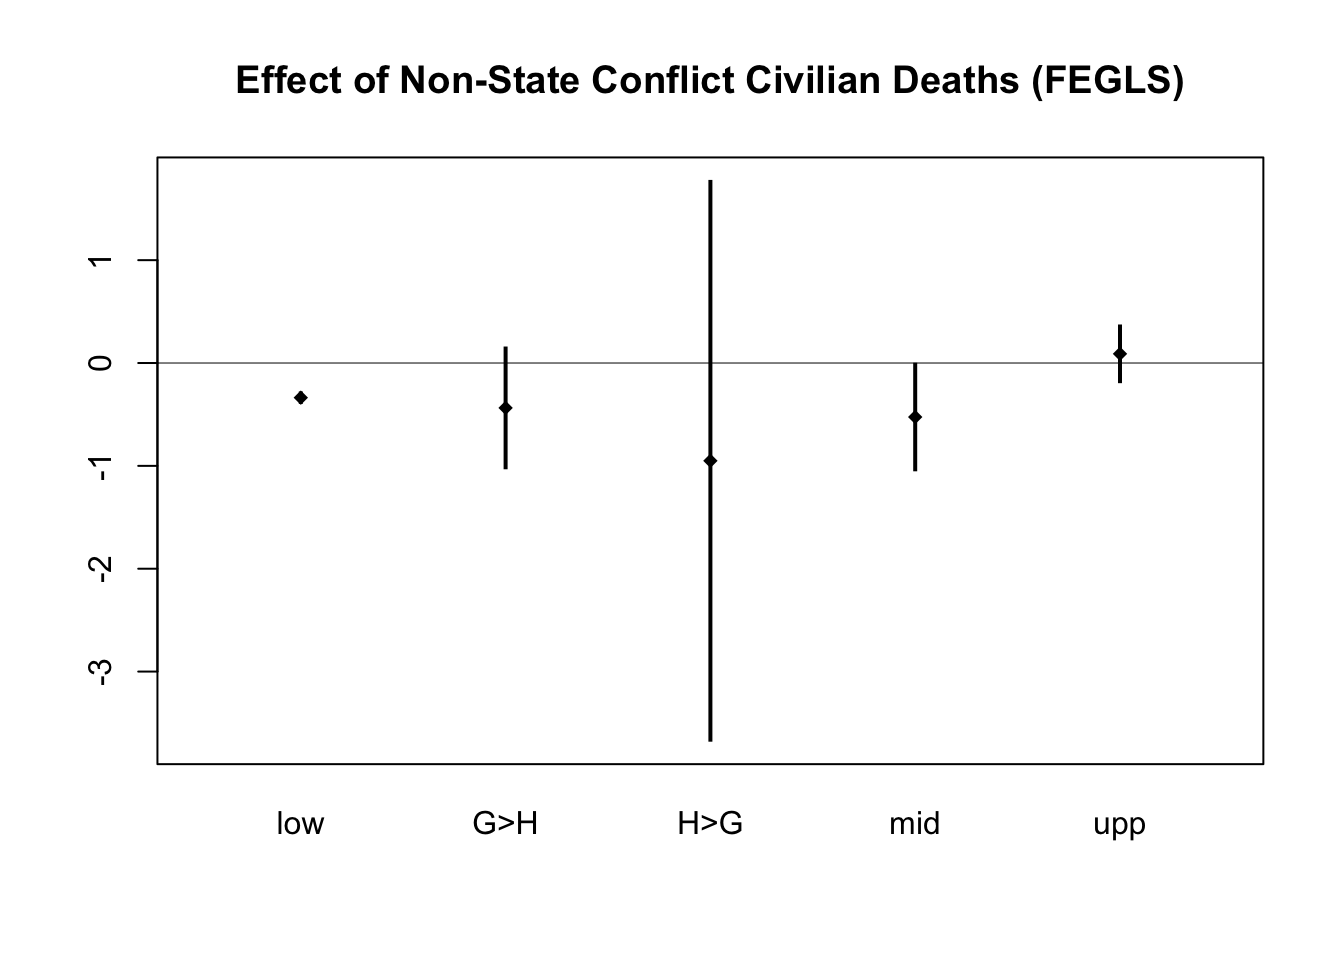 Effect of Non-State Conflict Civilian Deaths (FEGLS)
1
0
-1
-2
-3
low G>H H>G mid upp